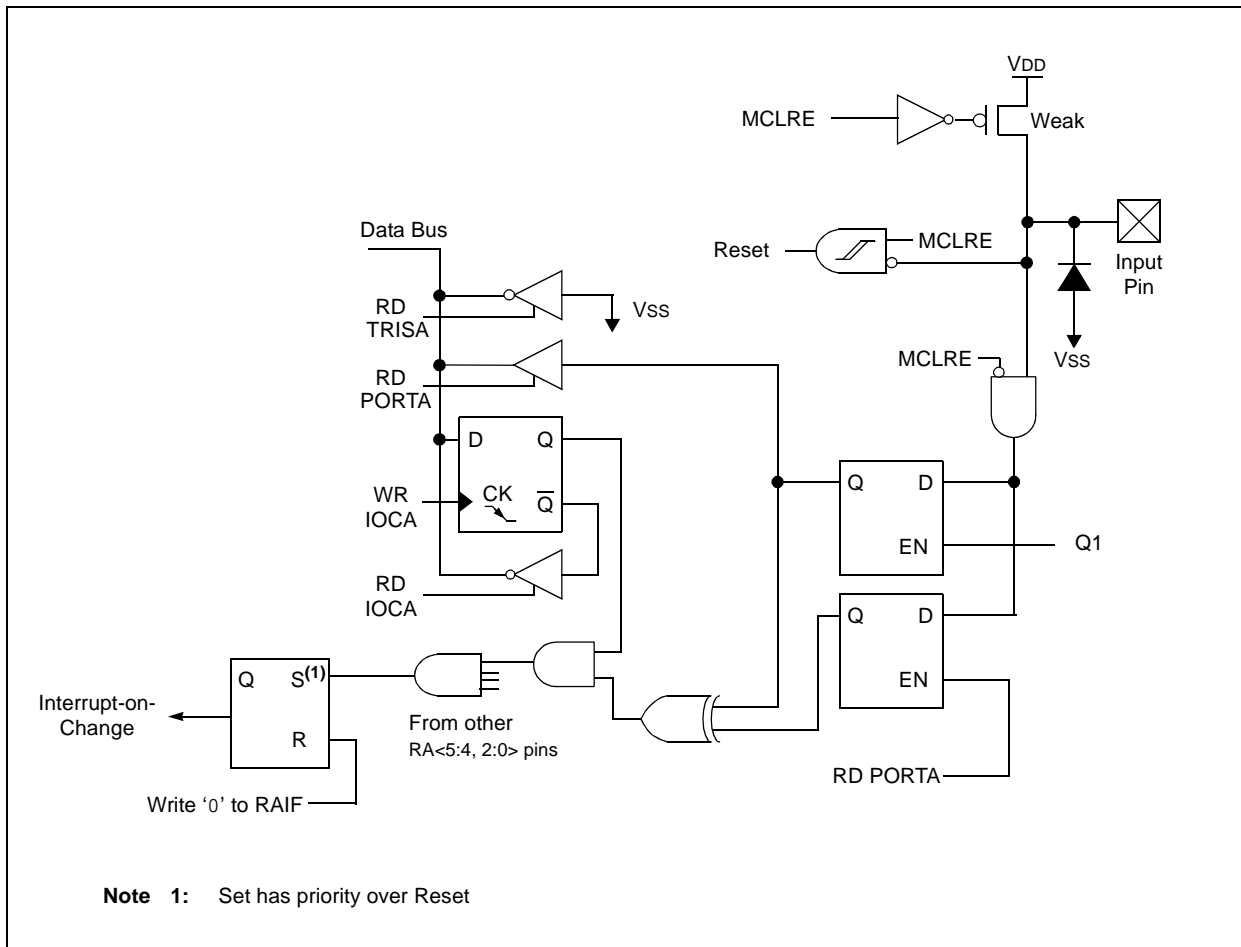 VDD
MCLRE
Weak
Data Bus
Reset
MCLRE
Input
Pin
RD
TRISA
VSS
VSS
RD
PORTA
MCLRE
D Q
Q D
WR
IOCA
CK Q̅
EN
Q1
RD
IOCA
Q D
EN
Q S(1)
Interrupt-on-
Change
R
From other
RA<5:4, 2:0> pins
RD PORTA
Write ‘0’ to RAIF
Note 1: Set has priority over Reset